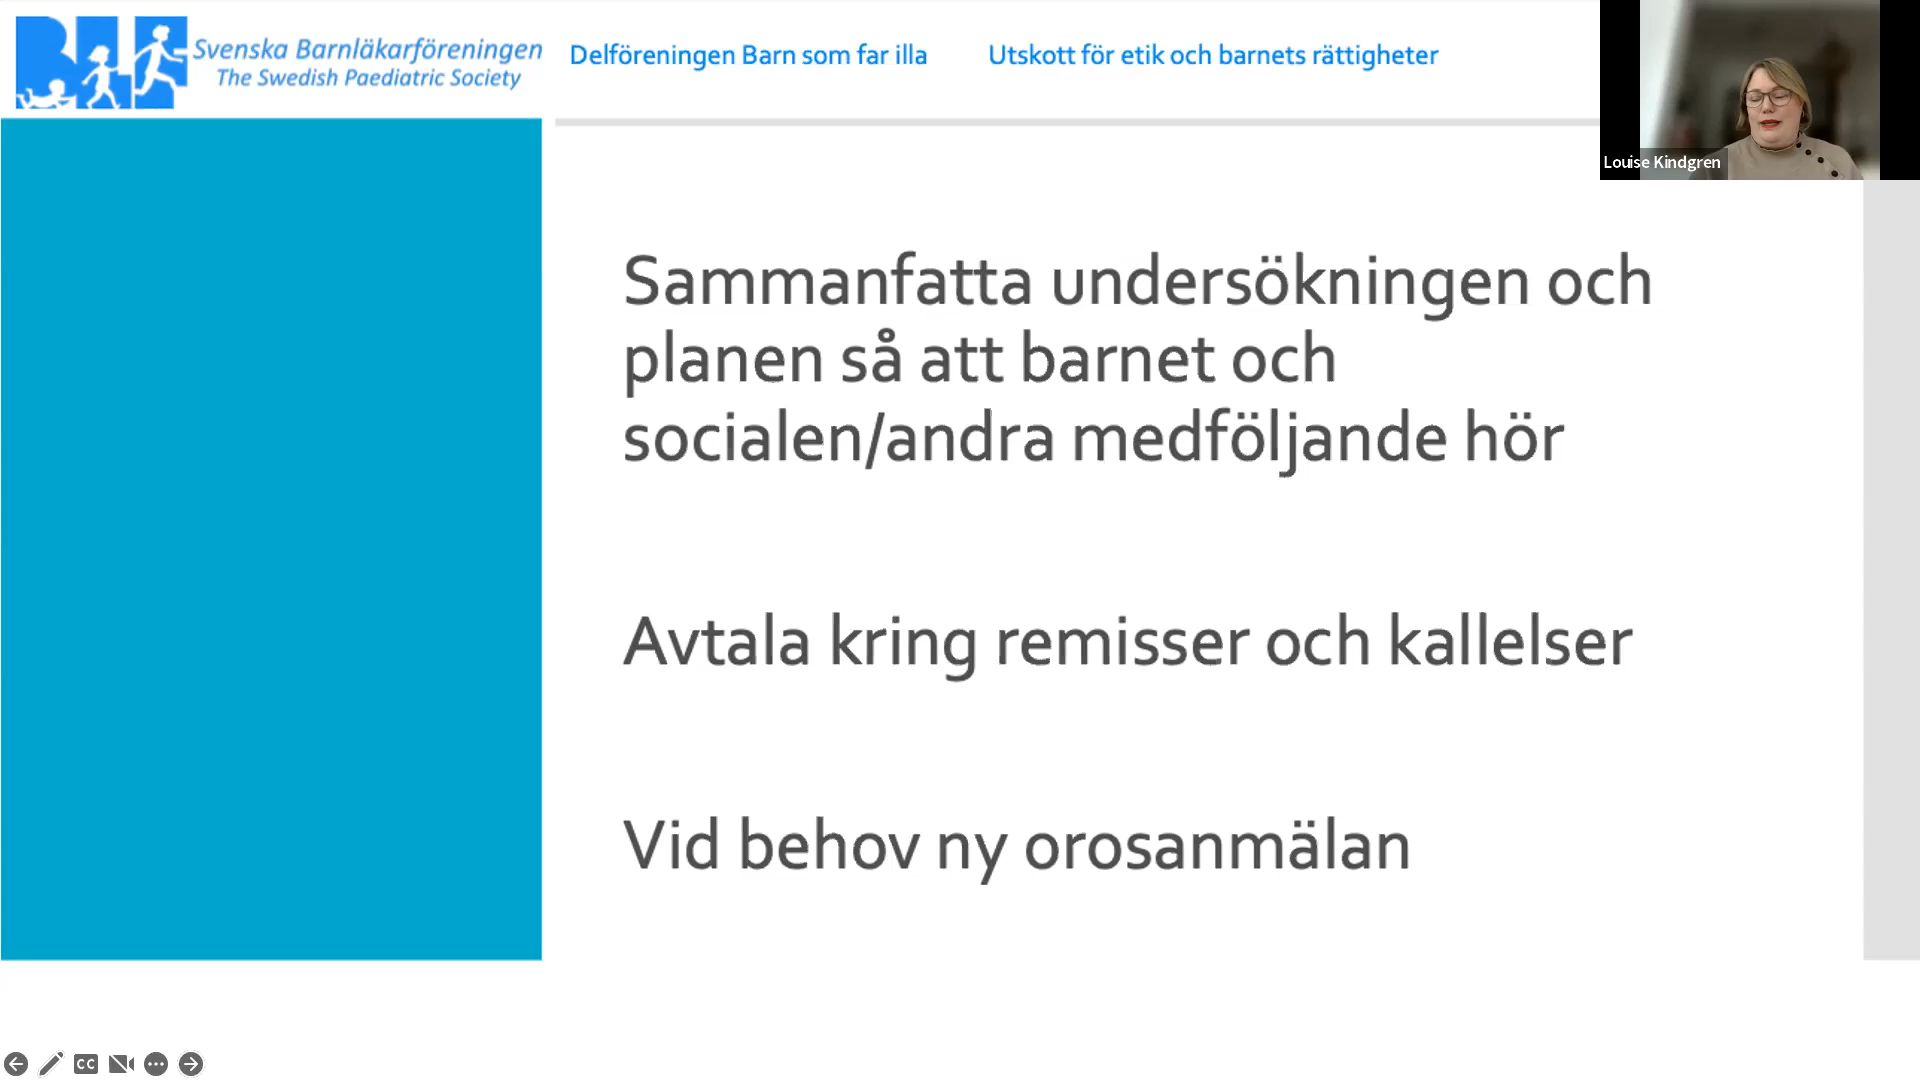 Svenska Barnläkarföreningen
The Swedish Paediatric Society
Delföreningen Barn som far illa
Utskott för etik och barnets rättigheter
Louise Kindgren
Sammanfatta undersökningen och
planen så att barnet och
socialen/andra medföljande hör
Avtala kring remisser och kallelser
Vid behov ny orosanmälan
CC